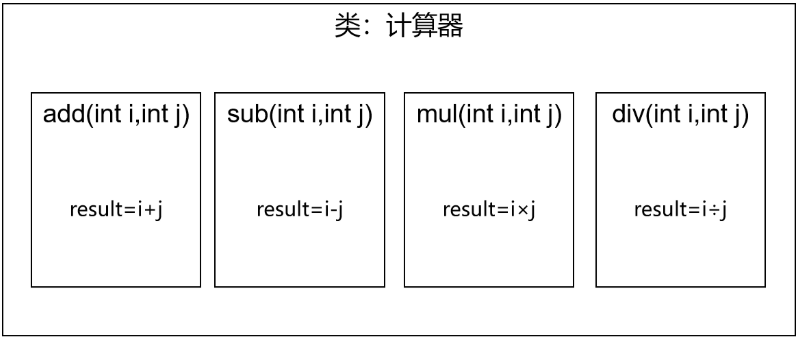 类：计算器
add(int i,int j)
sub(int i,int j)
mul(int i,int j)
div(int i,int j)
result=i+j
result=i-j
result=i×j
result=i÷j